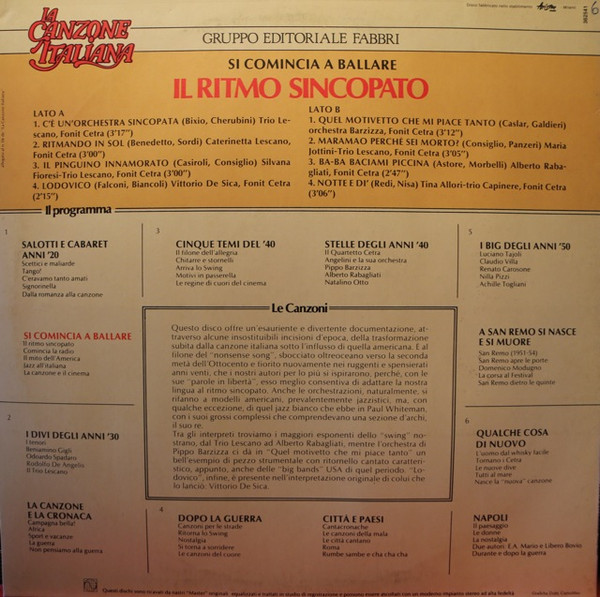 LA
CANZONE
ITALIANA
GRUPPO EDITORIALE FABBRI
382541
6
SI COMINCIA A BALLARE
IL RITMO SINCOPATO
LATO A
1. C'È UN'ORCHESTRA SINCOPATA (Bixio, Cherubini) Trio Le-
scano, Fonit Cetra (3'17")
2. RITMANDO IN SOL (Benedetto, Sordi) Caterinetta Lescano,
Fonit Cetra (3'00")
3. IL PINGUINO INNAMORATO (Casiroli, Consiglio) Silvana
Fioresi-Trio Lescano, Fonit Cetra (3'00")
4. LODOVICO (Falconi, Biancoli) Vittorio De Sica, Fonit Cetra
(2'15")
LATO B
1. QUEL MOTIVETTO CHE MI PIACE TANTO (Caslar, Galdieri)
orchestra Barzizza, Fonit Cetra (3'12")
2. MARAMAO PERCHE SEI MORTO? (Consiglio, Panzeri) Maria
Jottini-Trio Lescano, Fonit Cetra (3'05")
3. BA-BA BACIAMI PICCINA (Astore, Morbelli) Alberto Raba-
gliati, Fonit Cetra (2'47")
4. NOTTE E DI' (Redi, Nisa) Tina Allori-trio Capinere, Fonit Cetra
(3'06")
Il programma
1
SALOTTI E CABARET
ANNI '20
Scettici e maliarde
Tango!
C'eravamo tanto amati
Signorinella
Dalla romanza alla canzone
SI COMINCIA A BALLARE
Il ritmo sincopato
Comincia la radio
Il mito dell'America
Jazz all'italiana
La canzone e il cinema
2
I DIVI DEGLI ANNI '30
I tenori
Beniamino Gigli
Odoardo Spadaro
Rodolfo De Angelis
Il Trio Lescano
LA CANZONE
E LA CRONACA
Campagna bella!
Africa
Sport e vacanze
La guerra
Non pensiamo alla guerra
3
CINQUE TEMI DEL '40
Il filone dell'allegria
Chitarre e stornelli
Arriva lo Swing
Motivi in passerella
Le regine di cuori del cinema
STELLE DEGLI ANNI '40
Il Quartetto Cetra
Angelini e la sua orchestra
Pippo Barzizza
Alberto Rabagliati
Natalino Otto
Le Canzoni
Questo disco offre un'esauriente e divertente documentazione, at-
traverso alcune insostituibili incisioni d'epoca, della trasformazione
subita dalla canzone italiana sotto l'influsso di quella americana. E al
filone del "nonsense song", sbocciato oltreoceano verso la seconda
metà dell'Ottocento e fiorito nuovamente nei ruggenti e spensierati
anni venti, che i nostri autori per lo più si ispirarono, perché, con le
sue "parole in libertà", esso meglio consentiva di adattare la nostra
lingua al ritmo sincopato. Anche le orchestrazioni, naturalmente, si
rifanno a modelli americani, prevalentemente jazzistici, ma, con
qualche eccezione, di quel jazz bianco che ebbe in Paul Whiteman,
con i suoi grossi complessi che comprendevano una sezione d'archi,
il suo re.
Tra gli interpreti troviamo i maggiori esponenti dello "swing" no-
strano, dal Trio Lescano ad Alberto Rabagliati, mentre l'orchestra di
Pippo Barzizza ci dà in "Quel motivetto che mi piace tanto" un
bell'esempio di pezzo strumentale con ritornello cantato caratteri-
stico, appunto, anche delle "big bands" USA di quel periodo. "Lo-
dovico", infine, è presente nell'interpretazione originale di colui che
lo lanciò: Vittorio De Sica.
4
DOPO LA GUERRA
Canzoni per le strade
Ritorna lo Swing
Nostalgia
Si torna a sorridere
Le canzoni del cuore
CITTÀ E PAESI
Cantacronache
Le canzoni della mala
Le città cantano
Roma
Rumbe sambe e cha cha cha
5
I BIG DEGLI ANNI '50
Luciano Tajoli
Claudio Villa
Renato Carosone
Nilla Pizzi
Achille Togliani
A SAN REMO SI NASCE
E SI MUORE
San Remo (1951-54)
San Remo apre le porte
Domenico Modugno
La corsa al Festival
San Remo dietro le quinte
6
QUALCHE COSA
DI NUOVO
L'uomo dal whisky facile
Tornano i Cetra
Le nuove dive
Tutti al mare
Nasce la "nuova" canzone
NAPOLI
Il paesaggio
Le donne
La nostalgia
Due autori: E.A. Mario e Libero Bovio
Durante e dopo la guerra